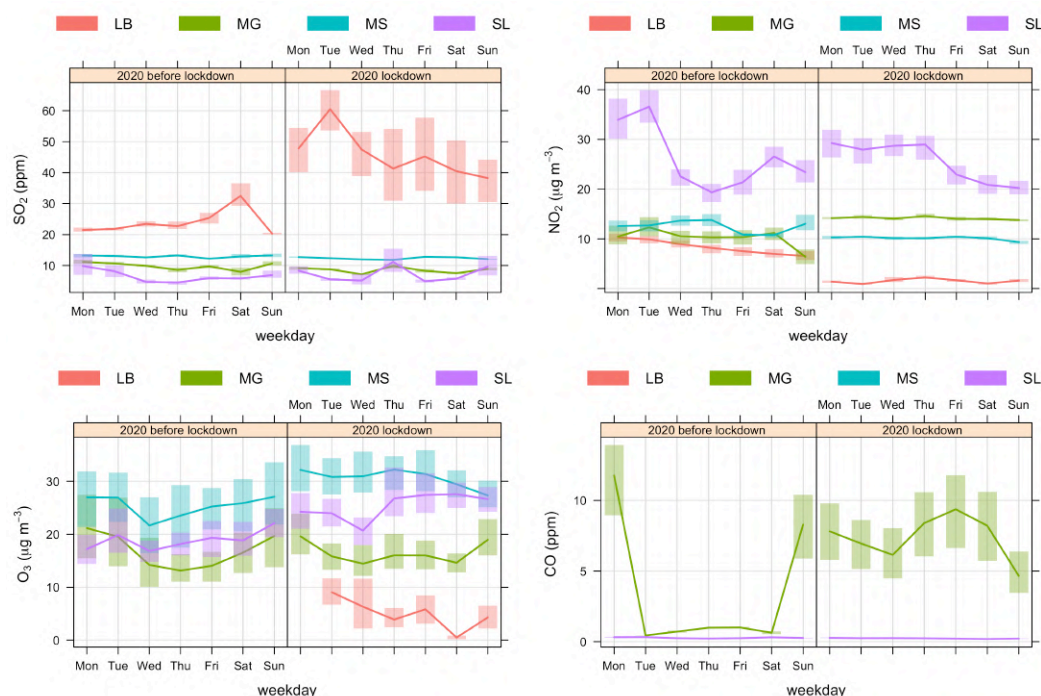 LB MG MS SL
Mon Tue Wed Thu Fri Sat Sun
2020 before lockdown 2020 lockdown
60
50
40
30
20
10
SO₂ (ppm)
Mon Tue Wed Thu Fri Sat Sun
weekday
LB MG MS SL
Mon Tue Wed Thu Fri Sat Sun
2020 before lockdown 2020 lockdown
40
30
20
10
0
NO₂ (µg m⁻³)
Mon Tue Wed Thu Fri Sat Sun
weekday
LB MG MS SL
Mon Tue Wed Thu Fri Sat Sun
2020 before lockdown 2020 lockdown
30
20
10
0
O₃ (µg m⁻³)
Mon Tue Wed Thu Fri Sat Sun
weekday
LB MG MS SL
Mon Tue Wed Thu Fri Sat Sun
2020 before lockdown 2020 lockdown
10
5
0
CO (ppm)
Mon Tue Wed Thu Fri Sat Sun
weekday